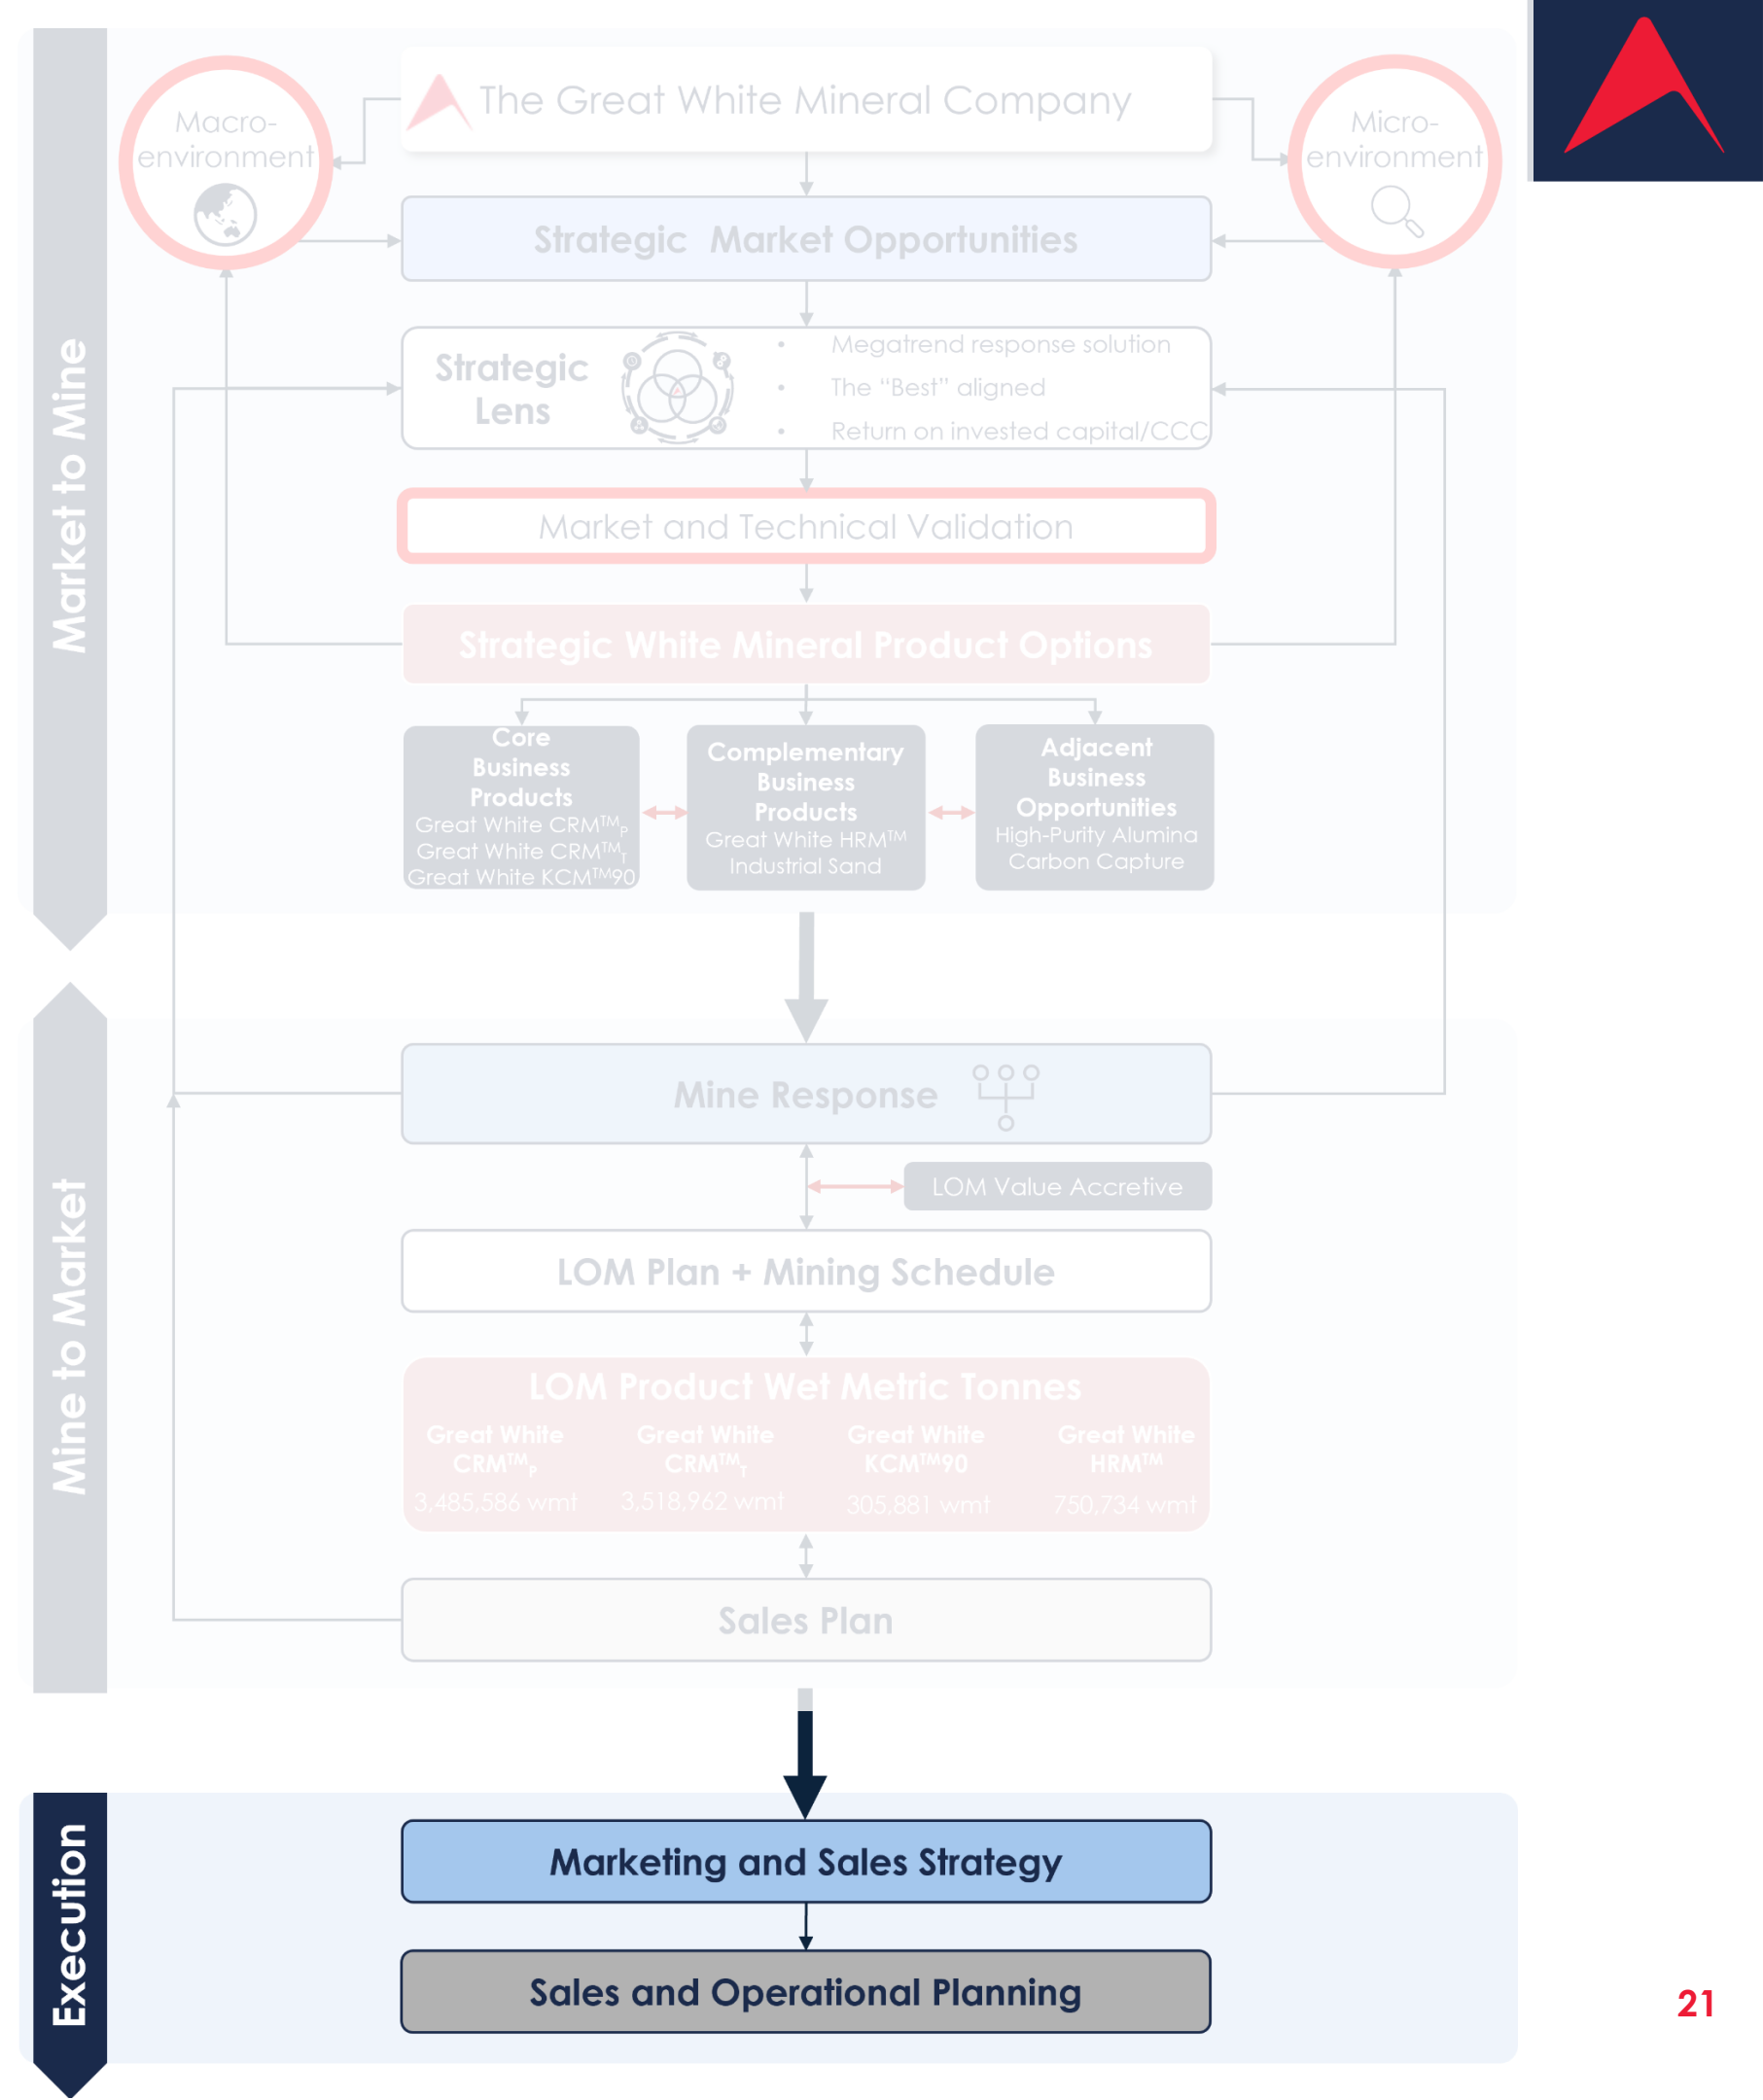 The Great White Mineral Company
Macro-
environment
Micro-
environment
Strategic Market Opportunities
Market to Mine
Strategic
Lens
• Megatrend response solution
• The “Best” aligned
• Return on invested capital/CCC
Market and Technical Validation
Strategic White Mineral Product Options
Core
Business
Products
Great White CRM™P
Great White CRM™T
Great White KCM™90
Complementary
Business
Products
Great White HRM™
Industrial Sand
Adjacent
Business
Opportunities
High-Purity Alumina
Carbon Capture
Mine to Market
Mine Response
LOM Value Accretive
LOM Plan + Mining Schedule
LOM Product Wet Metric Tonnes
Great White
CRM™P
3,485,586 wmt
Great White
CRM™T
3,518,962 wmt
Great White
KCM™90
305,881 wmt
Great White
HRM™
750,734 wmt
Sales Plan
Execution
Marketing and Sales Strategy
Sales and Operational Planning
21